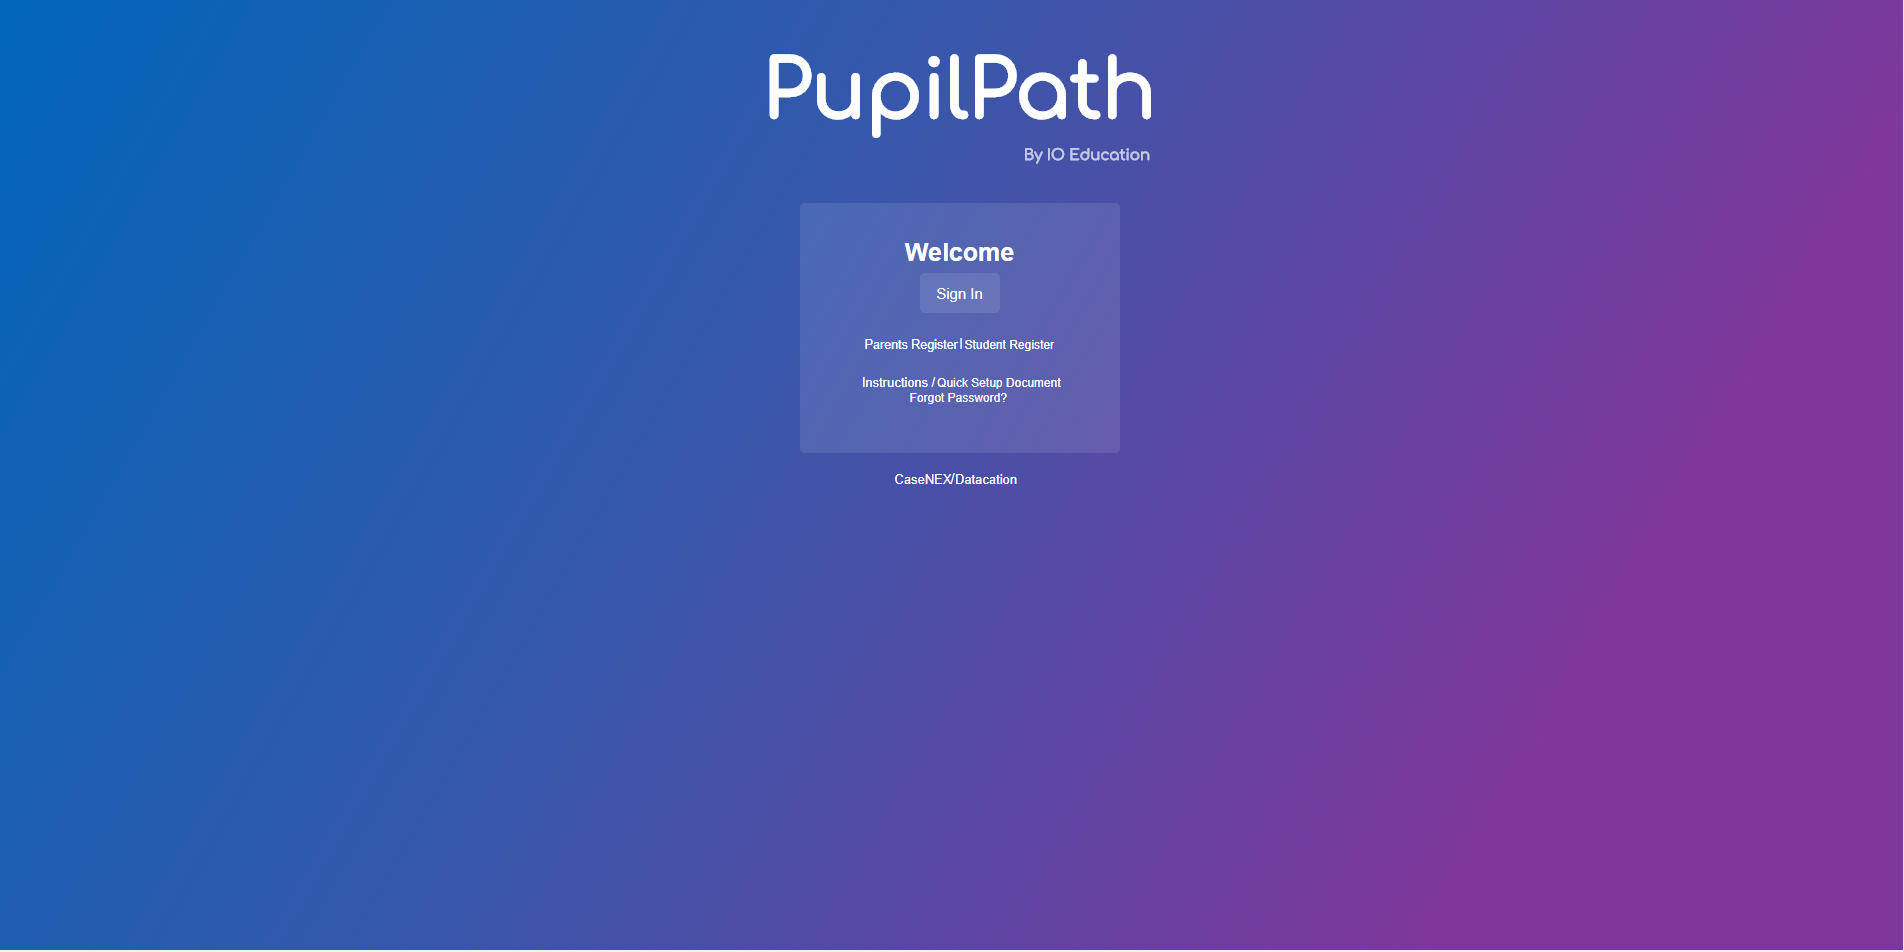 PupilPath
By IO Education
Welcome
Sign In
Parents Register|Student Register
Instructions / Quick Setup Document
Forgot Password?
CaseNEX/Datacation